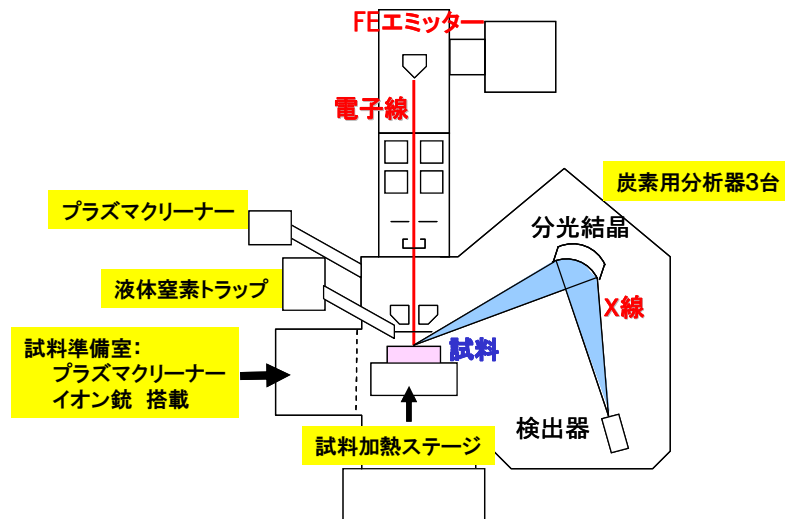 FEエミッター
電子線
炭素用分析器3台
プラズマクリーナー
分光結晶
液体窒素トラップ
X線
試料準備室：
プラズマクリーナー
イオン銃 搭載
試料
検出器
試料加熱ステージ